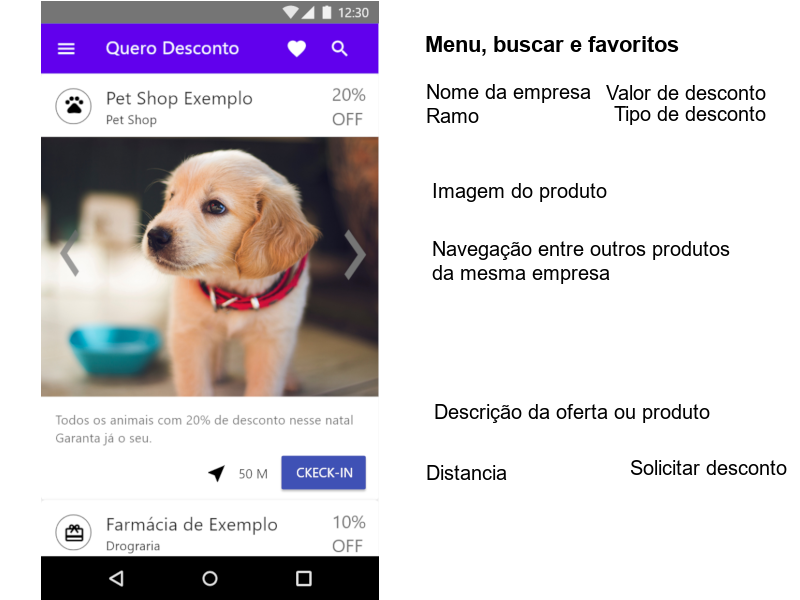 12:30
Quero Desconto
Pet Shop Exemplo
Pet Shop
20%
OFF
Todos os animais com 20% de desconto nesse natal
Garanta já o seu.
50 M
CKECK-IN
Farmácia de Exemplo
Drograria
10%
OFF
Menu, buscar e favoritos
Nome da empresa
Ramo
Valor de desconto
Tipo de desconto
Imagem do produto
Navegação entre outros produtos
da mesma empresa
Descrição da oferta ou produto
Distancia
Solicitar desconto